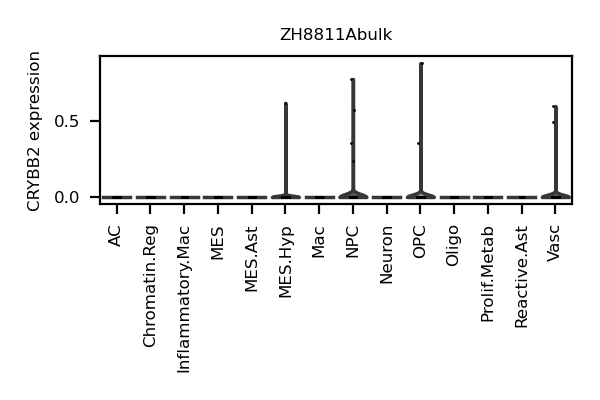 ZH8811Abulk
CRYBB2 expression
0.5
0.0
AC
Chromatin.Reg
Inflammatory.Mac
MES
MES.Ast
MES.Hyp
Mac
NPC
Neuron
OPC
Oligo
Prolif.Metab
Reactive.Ast
Vasc